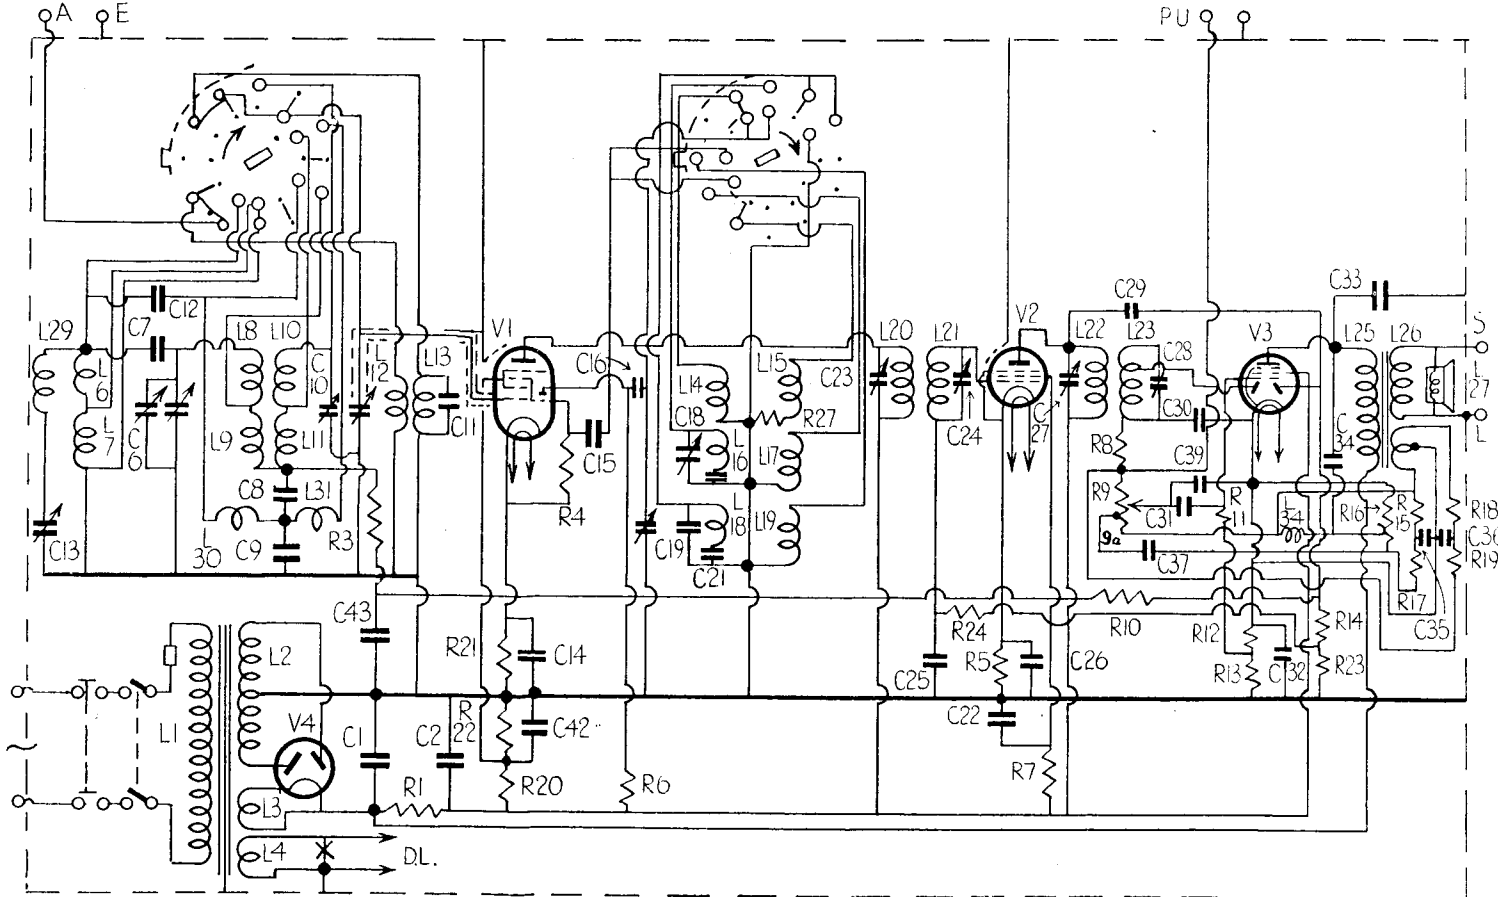 A E PU
C33
C29
V2
V1 V3
S
L29 C7 C12 L8 L10 L13 C16 L15 L20 L21 L22 L23 L25 L26
C28
L6 C10 L12 L14 C23 L27
C30
C6 L7 L9 L11 C11 C18 R27 C24 C27 C34 L
C15 R8
L16 L17 C39
C8 L31 R9
R4 C31 R11 L34 R16 R15 R18
C13 L30 C9 R3 C19 L18 L19 9a C36
C21 C37 R19
R17
C43 R24 R10 R12 R14 C35
L2 R21 C14 C25 R5 C26 R13 C32 R23
V4 C1 C2 R22 C42 C22
L1
R1 R20 R6 R7
L3
L4 D.L.